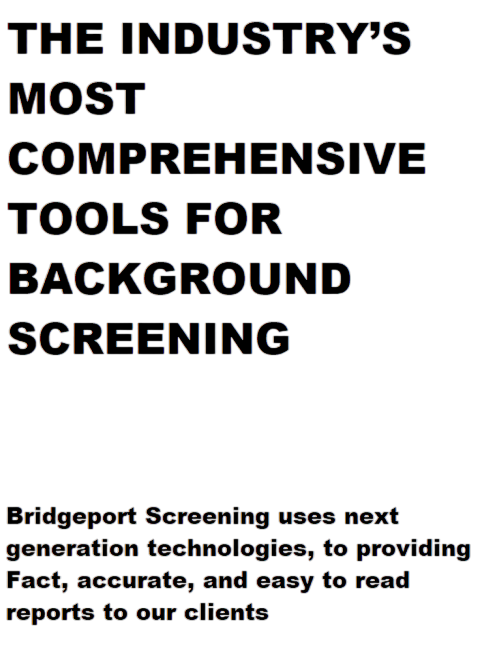 THE INDUSTRY’S
MOST
COMPREHENSIVE
TOOLS FOR
BACKGROUND
SCREENING
Bridgeport Screening uses next
generation technologies, to providing
Fact, accurate, and easy to read
reports to our clients